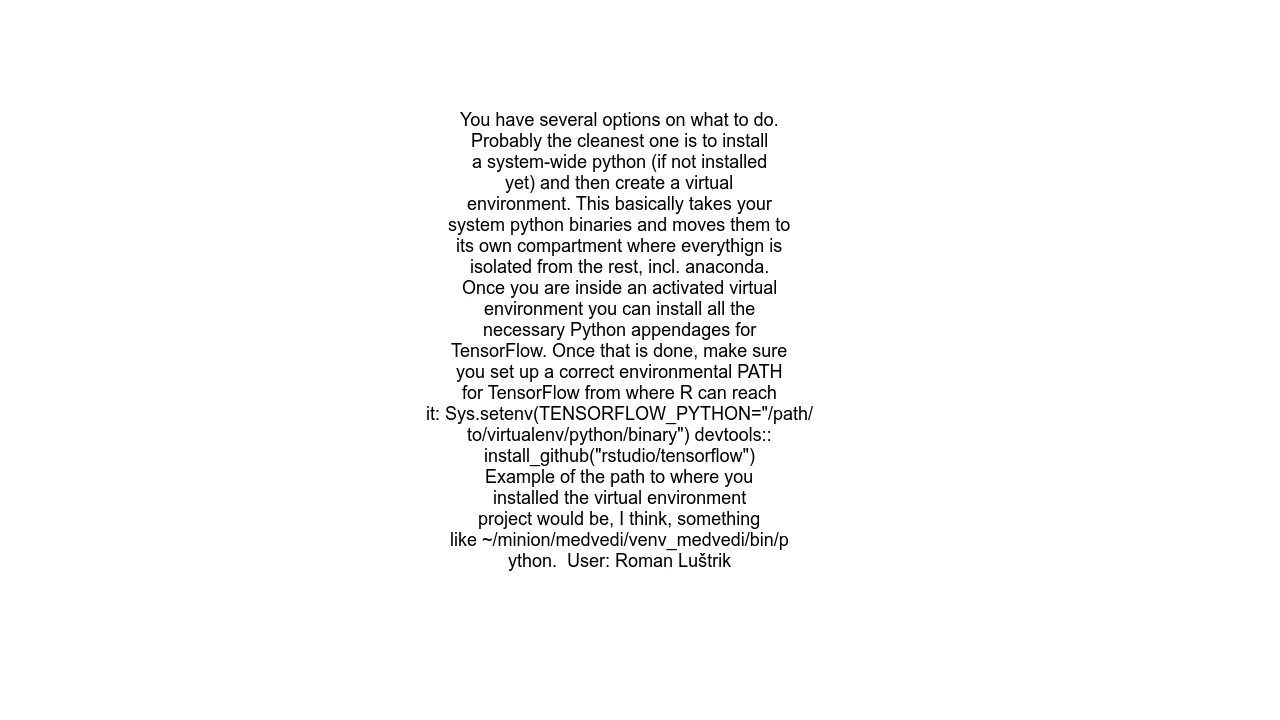 You have several options on what to do.
Probably the cleanest one is to install
a system-wide python (if not installed
yet) and then create a virtual
environment. This basically takes your
system python binaries and moves them to
its own compartment where everythign is
isolated from the rest, incl. anaconda.
Once you are inside an activated virtual
environment you can install all the
necessary Python appendages for
TensorFlow. Once that is done, make sure
you set up a correct environmental PATH
for TensorFlow from where R can reach
it: Sys.setenv(TENSORFLOW_PYTHON="/path/
to/virtualenv/python/binary") devtools::
install_github("rstudio/tensorflow")
Example of the path to where you
installed the virtual environment
project would be, I think, something
like ~/minion/medvedi/venv_medvedi/bin/p
ython.  User: Roman Luštrik